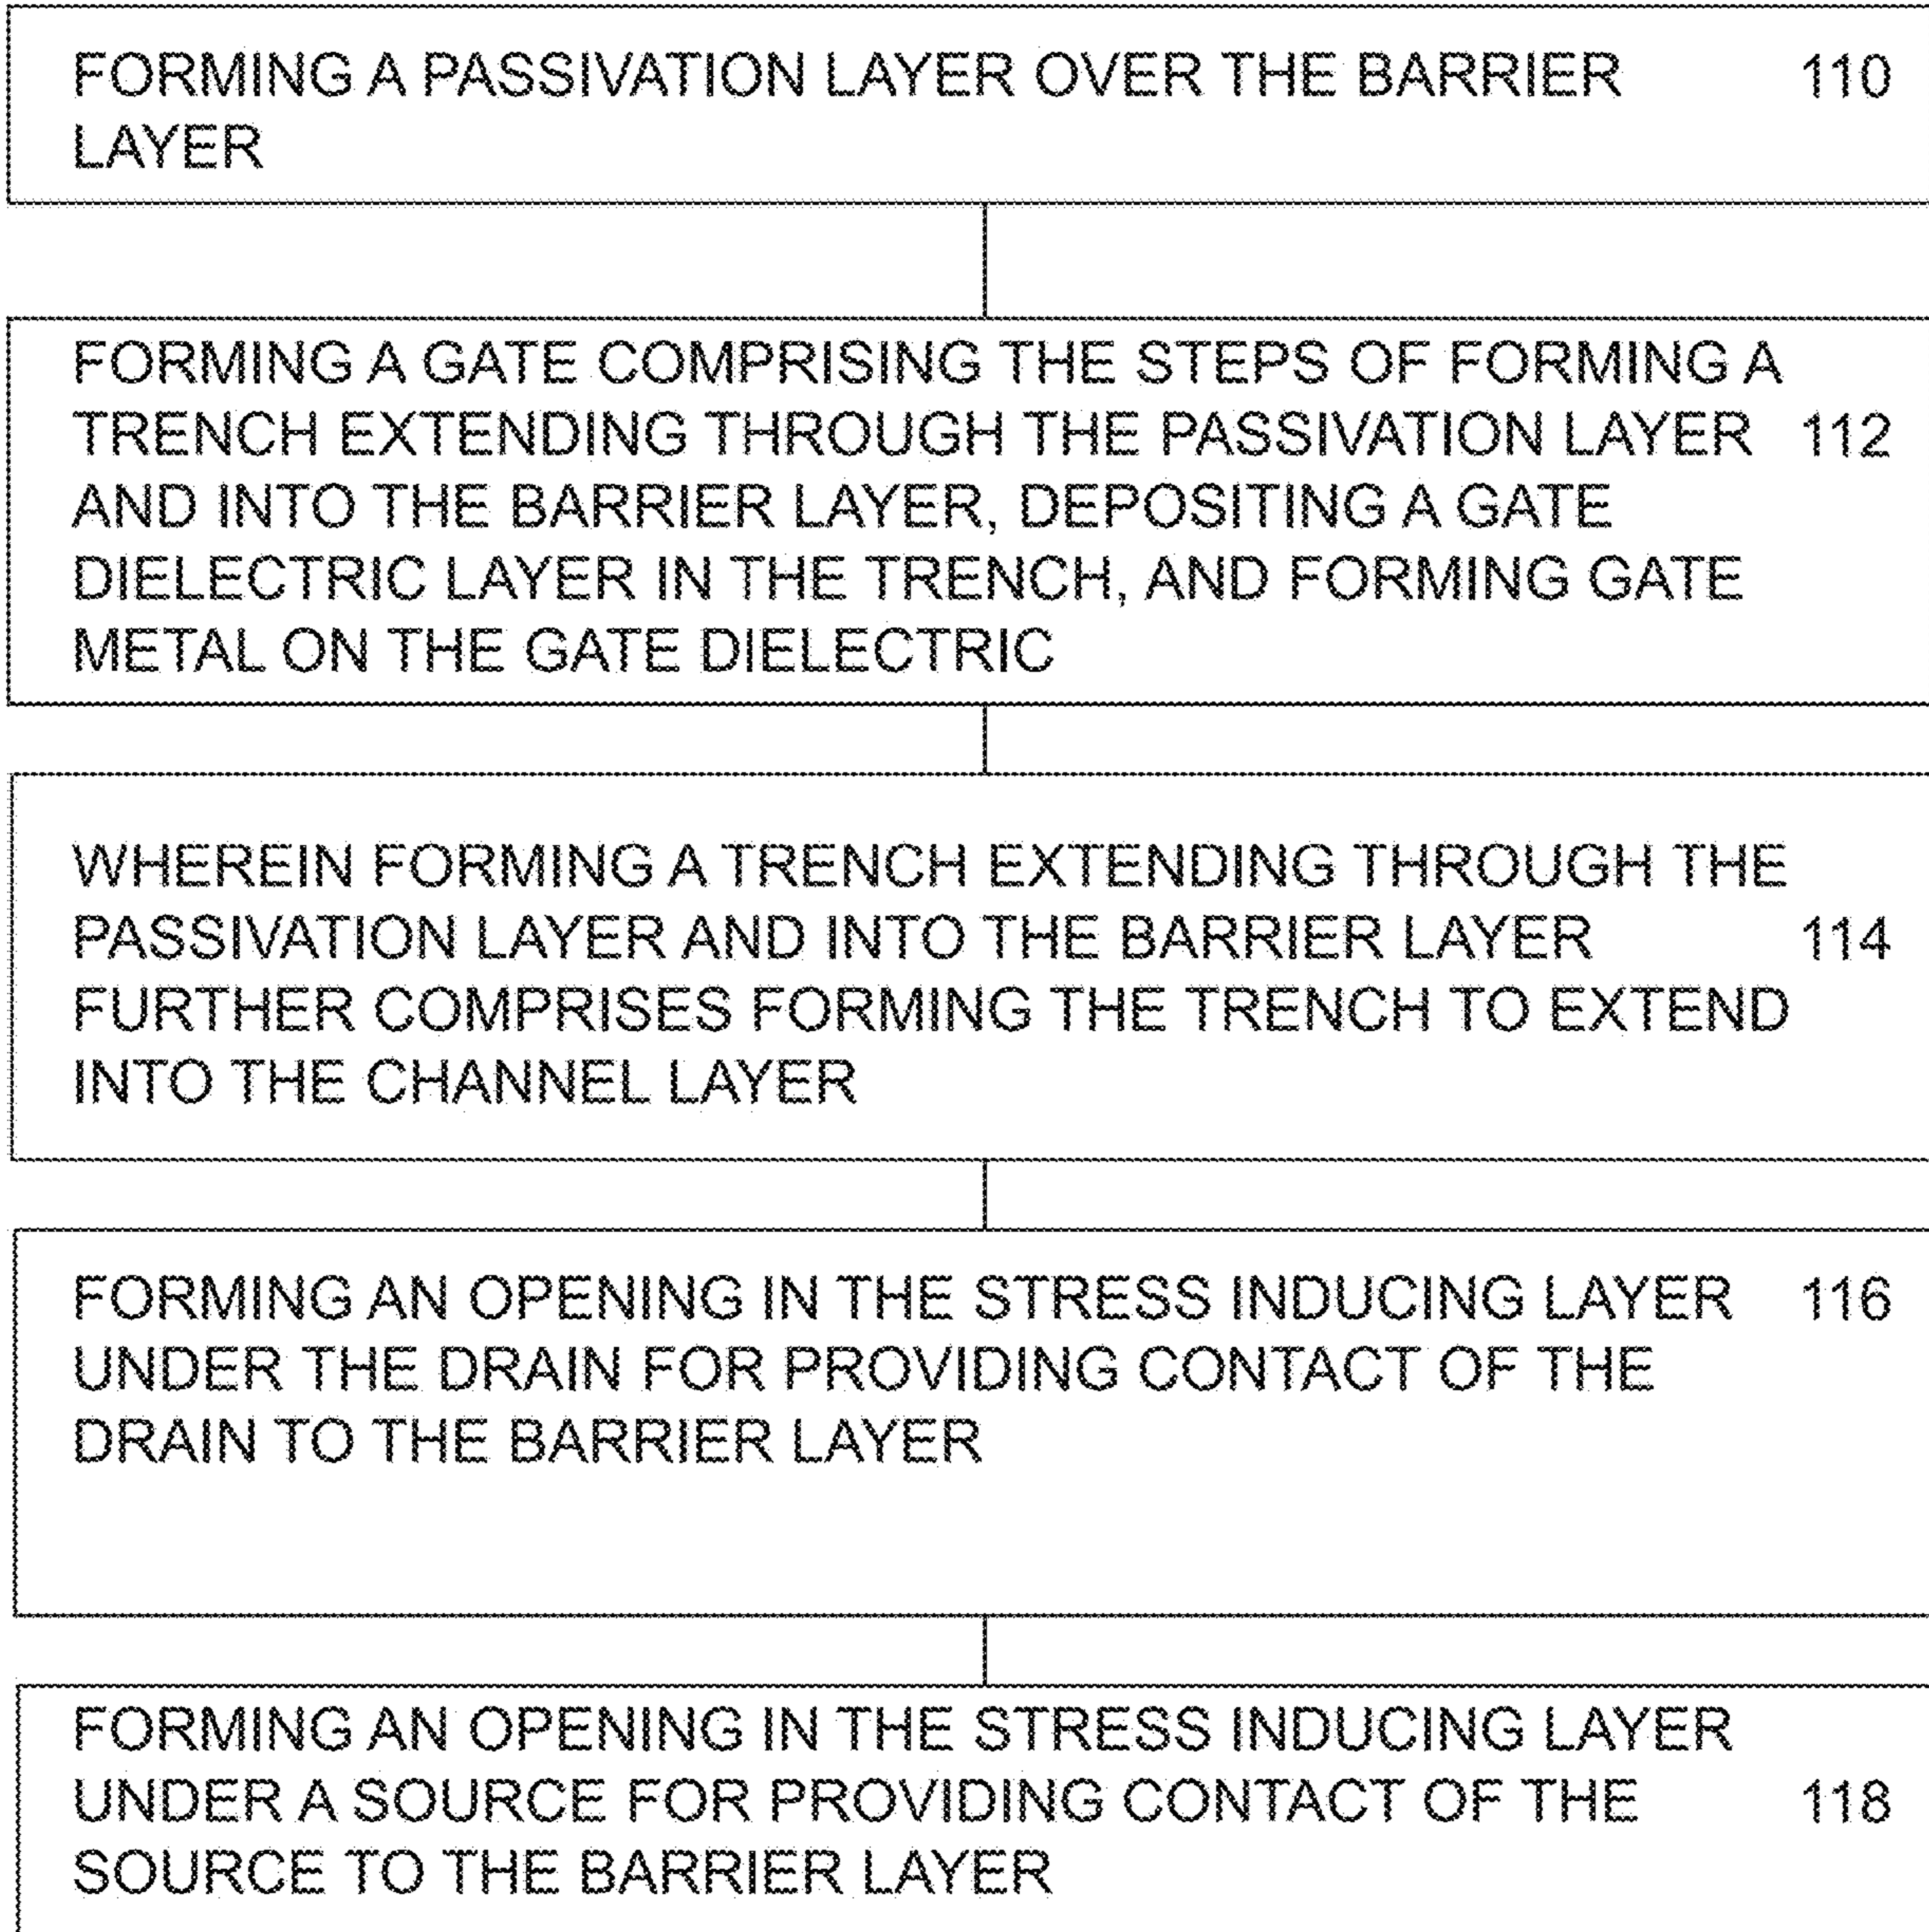 FORMING A PASSIVATION LAYER OVER THE BARRIER 110
LAYER
FORMING A GATE COMPRISING THE STEPS OF FORMING A
TRENCH EXTENDING THROUGH THE PASSIVATION LAYER 112
AND INTO THE BARRIER LAYER, DEPOSITING A GATE
DIELECTRIC LAYER IN THE TRENCH, AND FORMING GATE
METAL ON THE GATE DIELECTRIC
WHEREIN FORMING A TRENCH EXTENDING THROUGH THE
PASSIVATION LAYER AND INTO THE BARRIER LAYER 114
FURTHER COMPRISES FORMING THE TRENCH TO EXTEND
INTO THE CHANNEL LAYER
FORMING AN OPENING IN THE STRESS INDUCING LAYER 116
UNDER THE DRAIN FOR PROVIDING CONTACT OF THE
DRAIN TO THE BARRIER LAYER
FORMING AN OPENING IN THE STRESS INDUCING LAYER
UNDER A SOURCE FOR PROVIDING CONTACT OF THE 118
SOURCE TO THE BARRIER LAYER